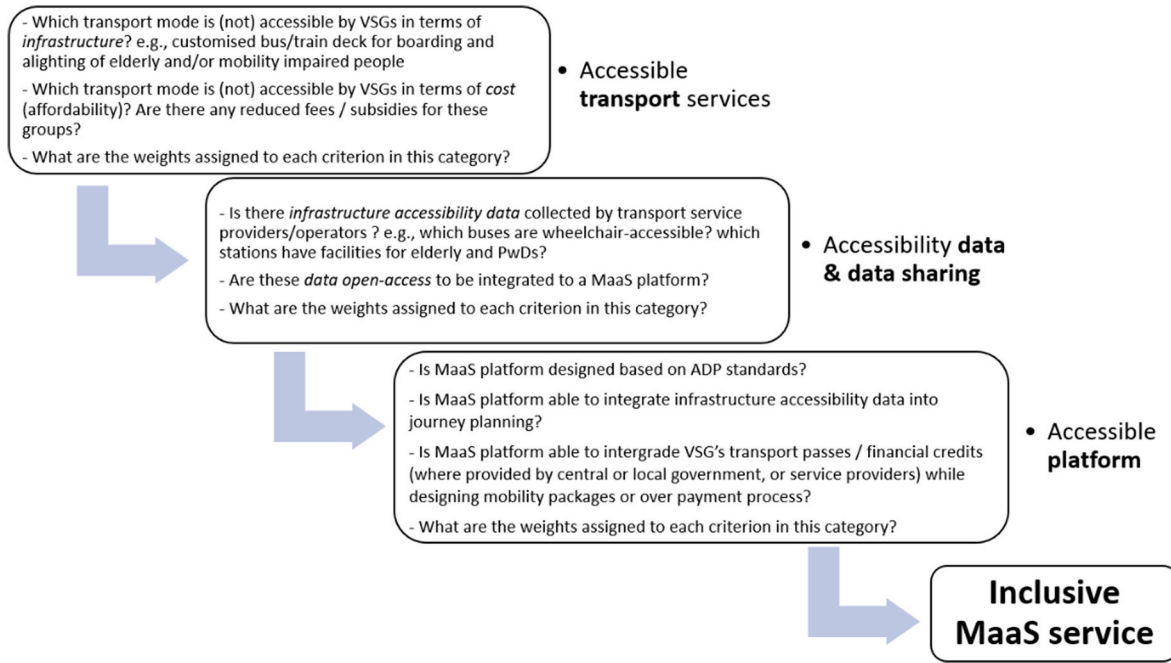 - Which transport mode is (not) accessible by VSGs in terms of
infrastructure? e.g., customised bus/train deck for boarding and
alighting of elderly and/or mobility impaired people
- Which transport mode is (not) accessible by VSGs in terms of cost
(affordability)? Are there any reduced fees / subsidies for these
groups?
- What are the weights assigned to each criterion in this category?
• Accessible
transport services
- Is there infrastructure accessibility data collected by transport service
providers/operators ? e.g., which buses are wheelchair-accessible? which
stations have facilities for elderly and PwDs?
- Are these data open-access to be integrated to a MaaS platform?
- What are the weights assigned to each criterion in this category?
• Accessibility data
& data sharing
- Is MaaS platform designed based on ADP standards?
- Is MaaS platform able to integrate infrastructure accessibility data into
journey planning?
- Is MaaS platform able to intergrade VSG's transport passes / financial credits
(where provided by central or local government, or service providers) while
designing mobility packages or over payment process?
- What are the weights assigned to each criterion in this category?
• Accessible
platform
Inclusive
MaaS service